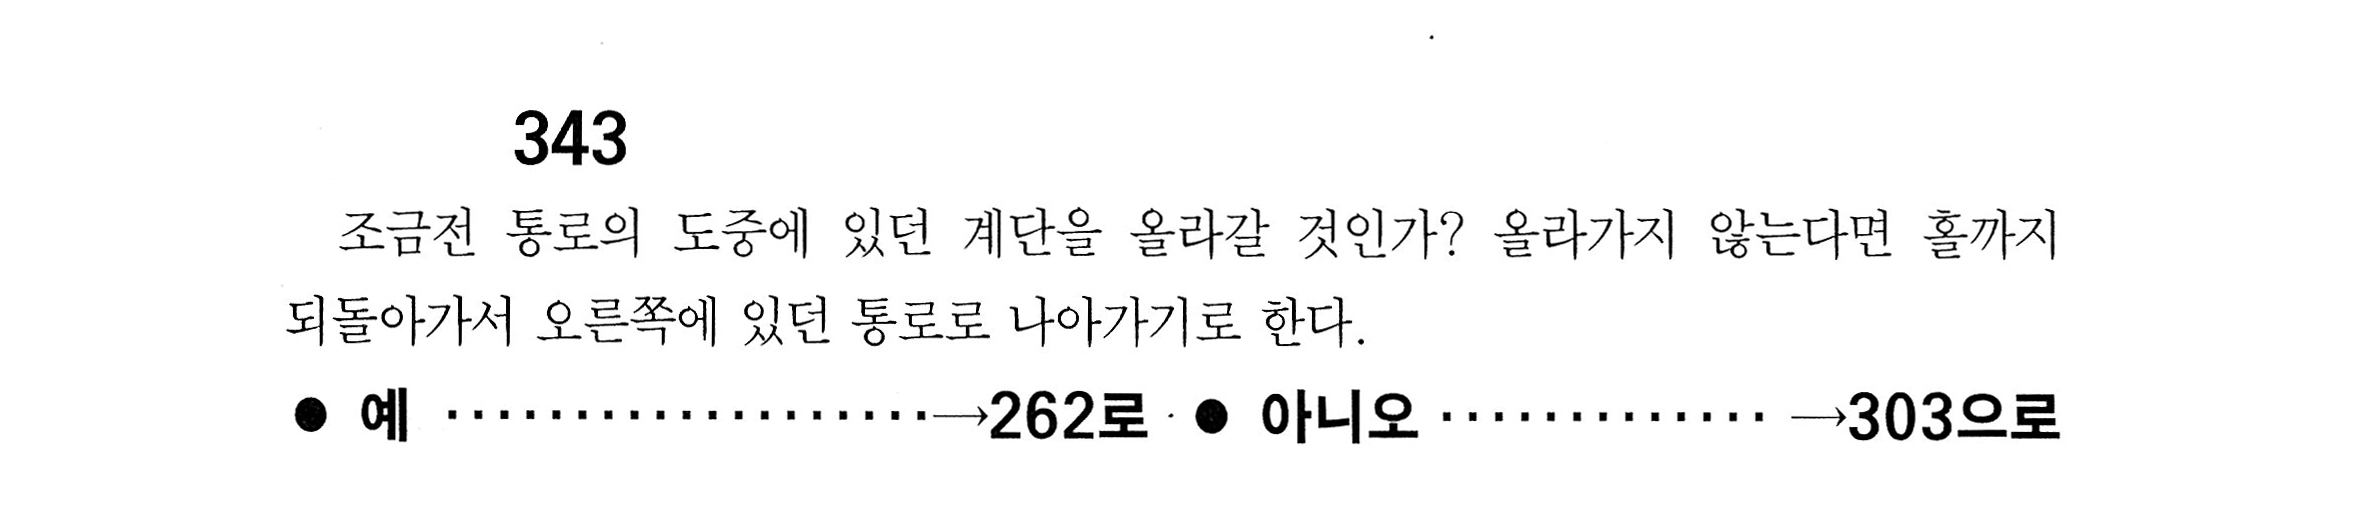 343
조금전 통로의 도중에 있던 계단을 올라갈 것인가? 올라가지 않는다면 홀까지
되돌아가서 오른쪽에 있던 통로로 나아가기로 한다.
● 예 ···················→262로 ● 아니오 ············· →303으로